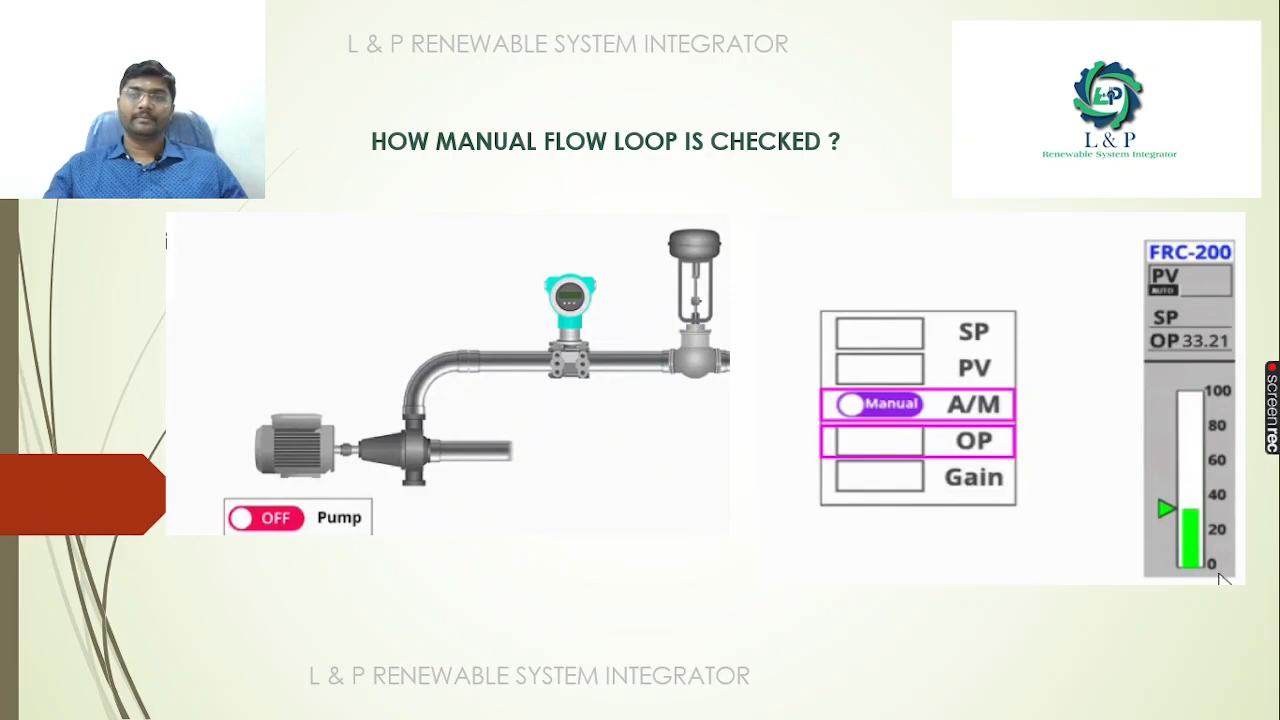 L & P RENEWABLE SYSTEM INTEGRATOR
L&P
L & P
Renewable System Integrator
HOW MANUAL FLOW LOOP IS CHECKED ?
FRC-200
PV
AUTO
SP
OP 33.21
100
80
60
40
20
0
SP
PV
Manual A/M
OP
Gain
OFF Pump
screenrec
L & P RENEWABLE SYSTEM INTEGRATOR